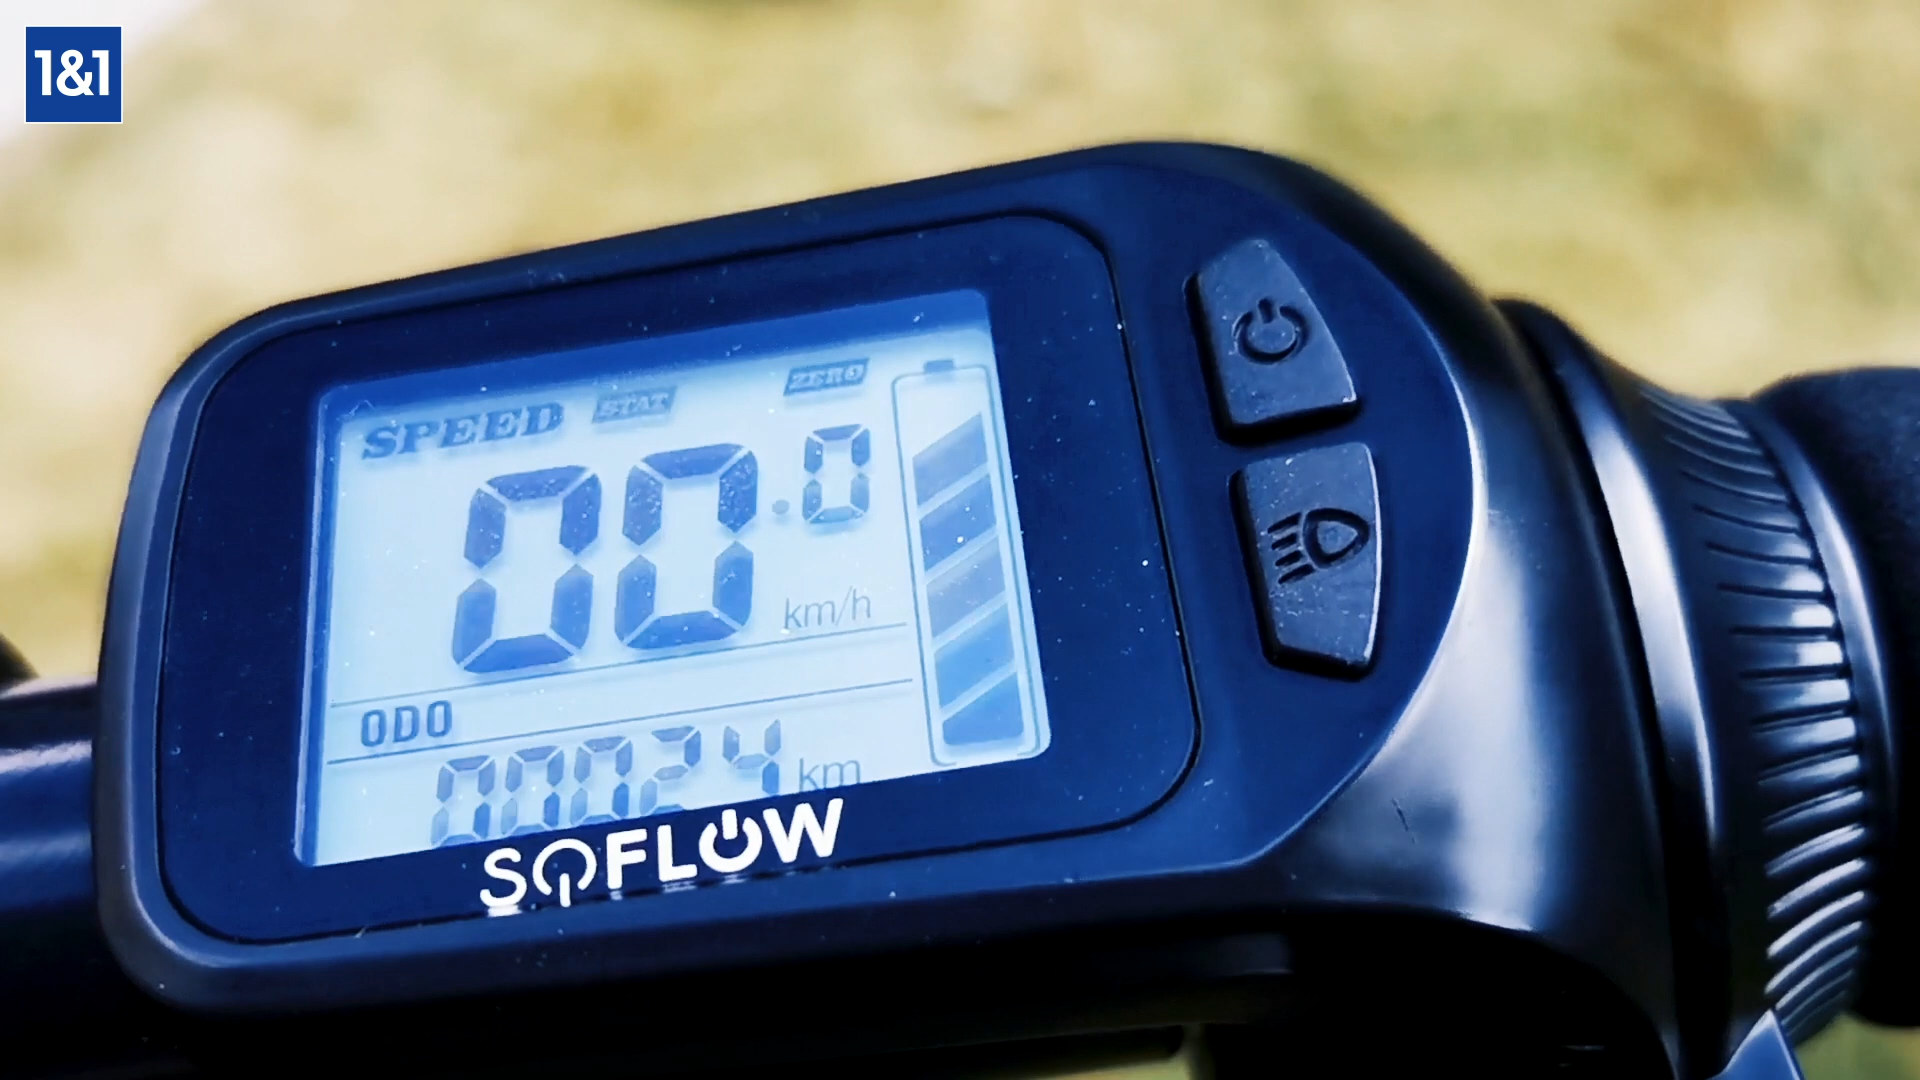 1&1
SPEED STAT ZERO
00.0
km/h
ODO
00024 km
SOFLOW